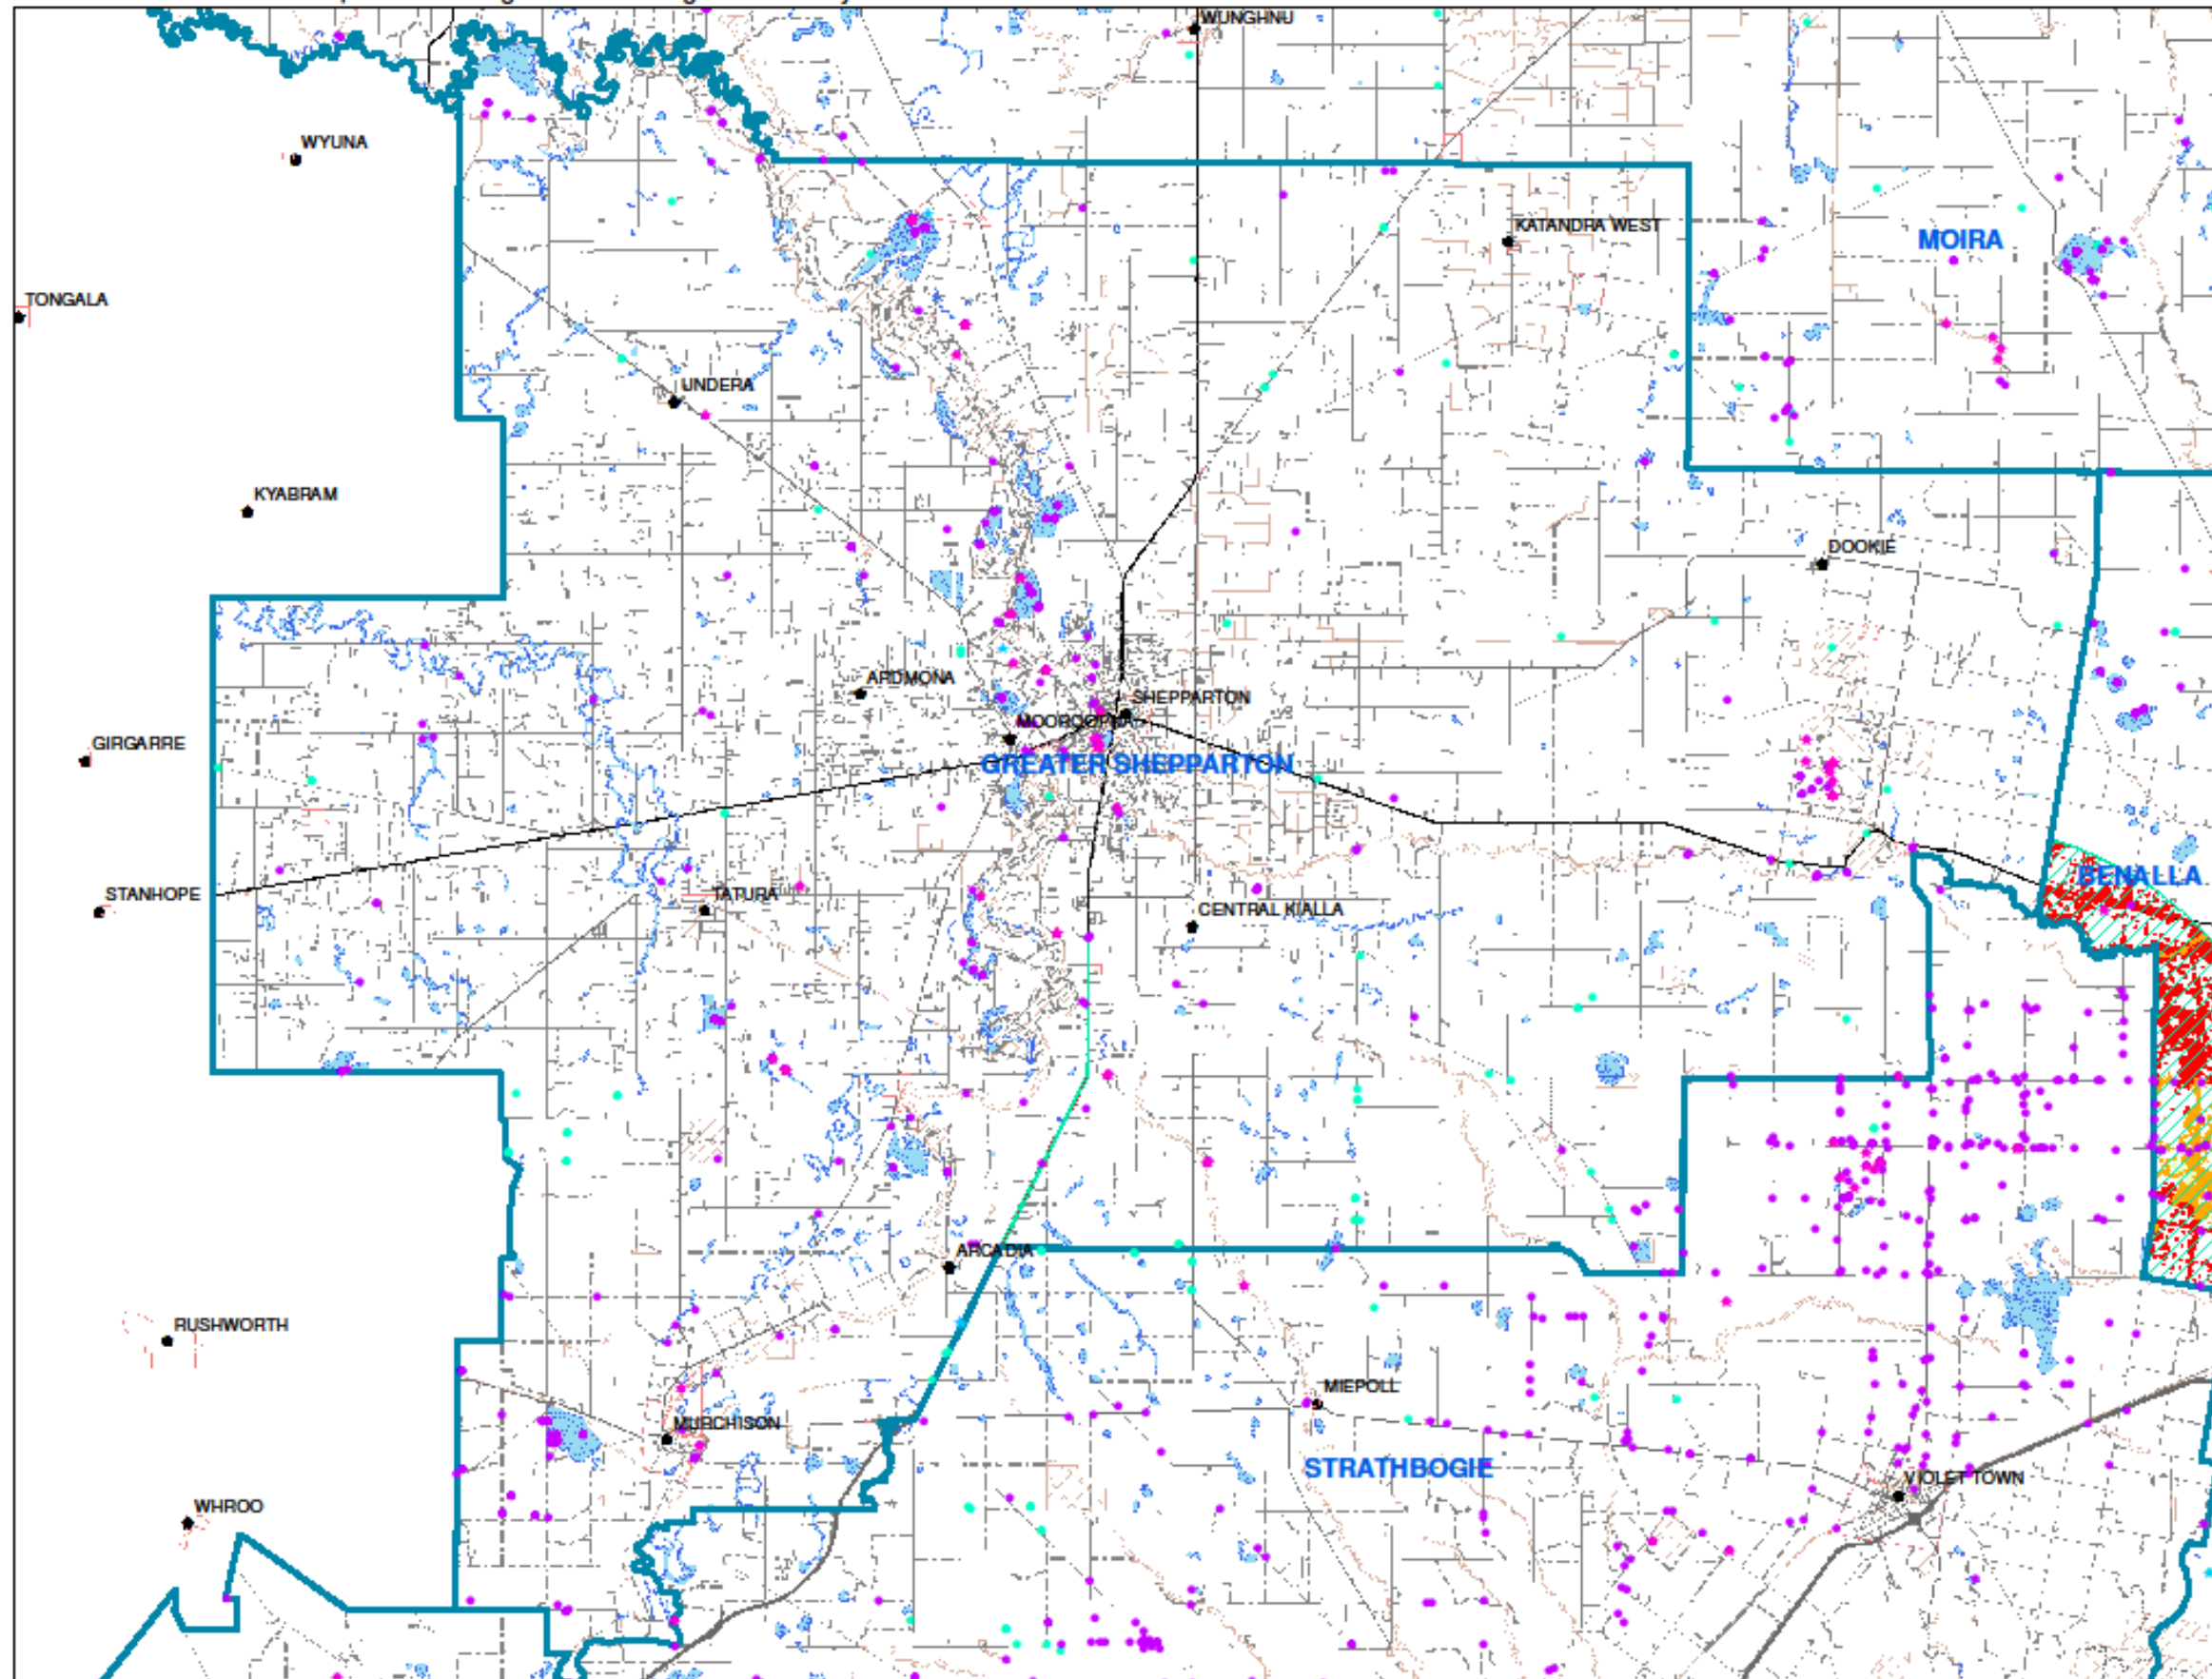 WUNGHNU
WYUNA
KATANDRA WEST
MOIRA
TONGALA
UNDERA
KYABRAM
DOOKIE
ARDMONA
SHEPPARTON
MOOROOPNA
GIRGARRE
GREATER SHEPPARTON
BENALLA
STANHOPE
TATURA
CENTRAL KIALLA
ARCADIA
RUSHWORTH
MIEPOLL
MURCHISON
STRATHBOGIE
VIOLET TOWN
WHROO